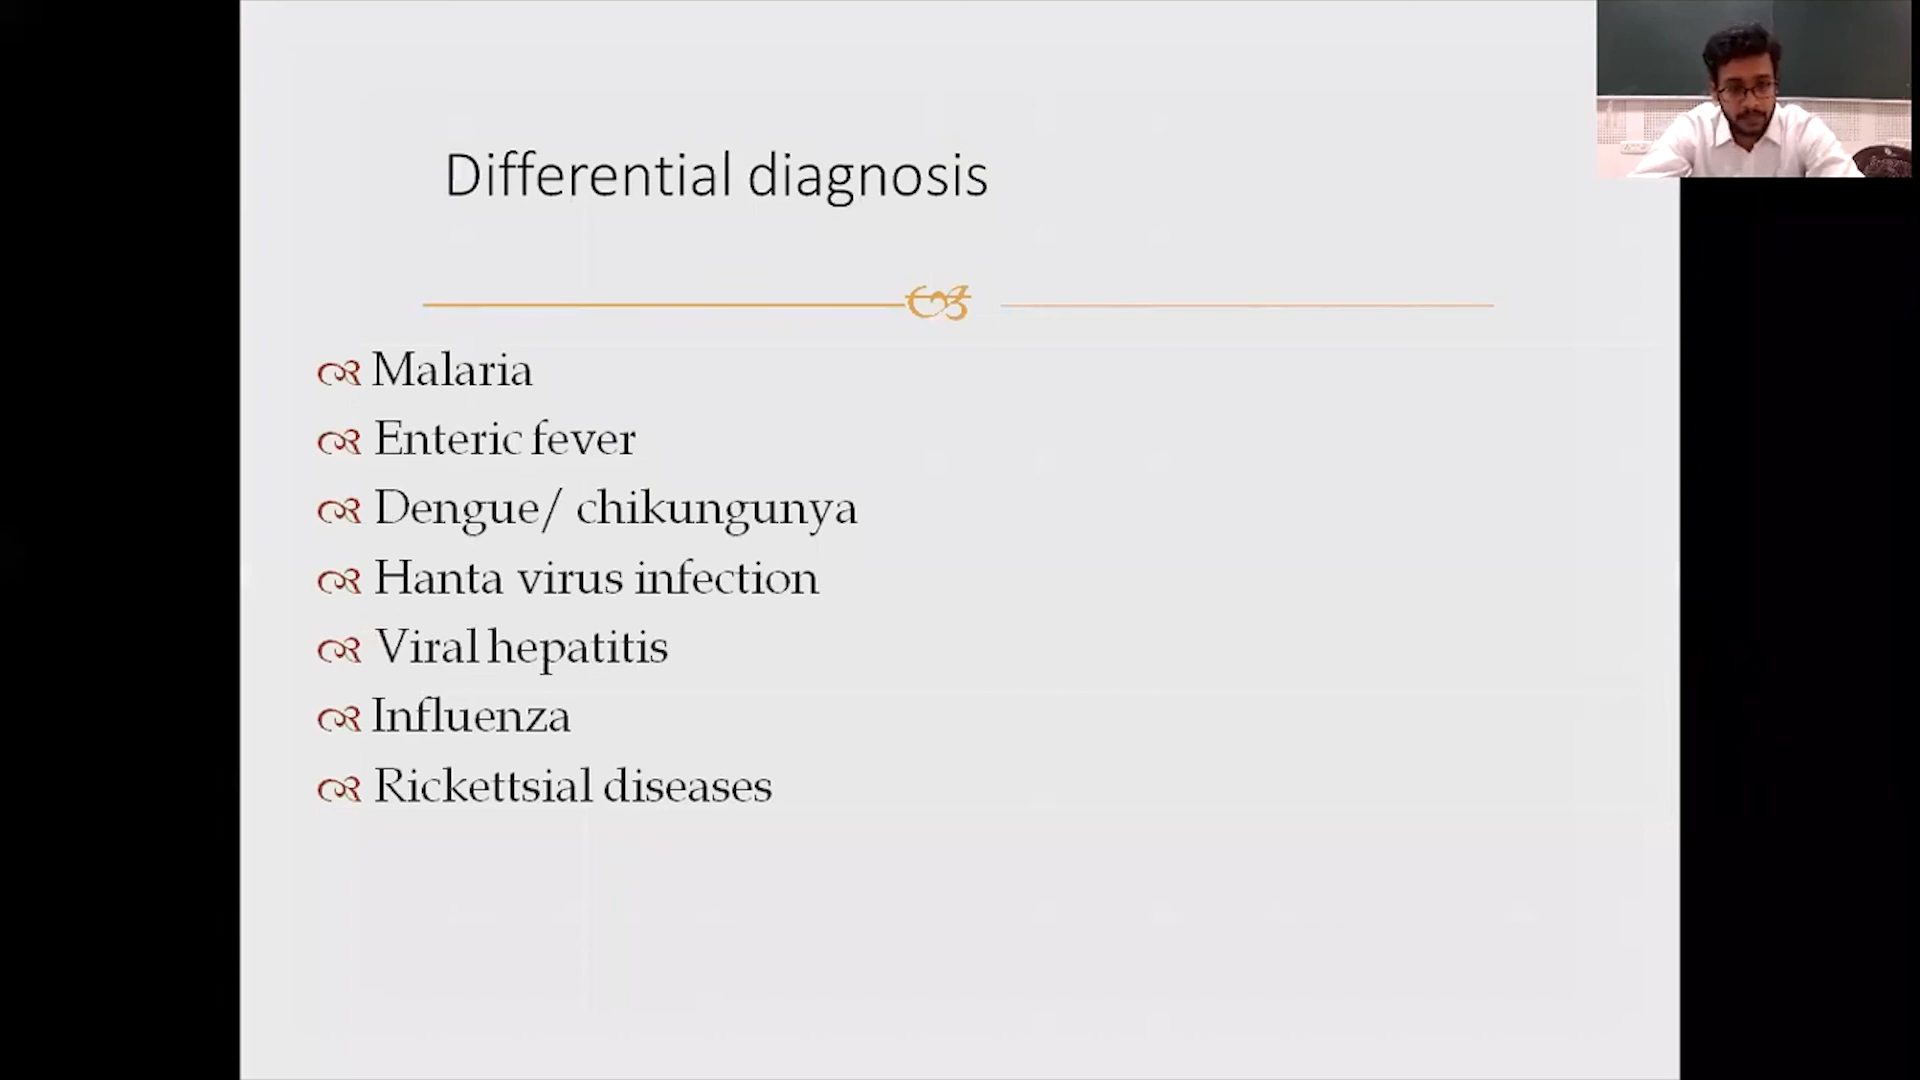 Differential diagnosis
Malaria
Enteric fever
Dengue/ chikungunya
Hanta virus infection
Viral hepatitis
Influenza
Rickettsial diseases